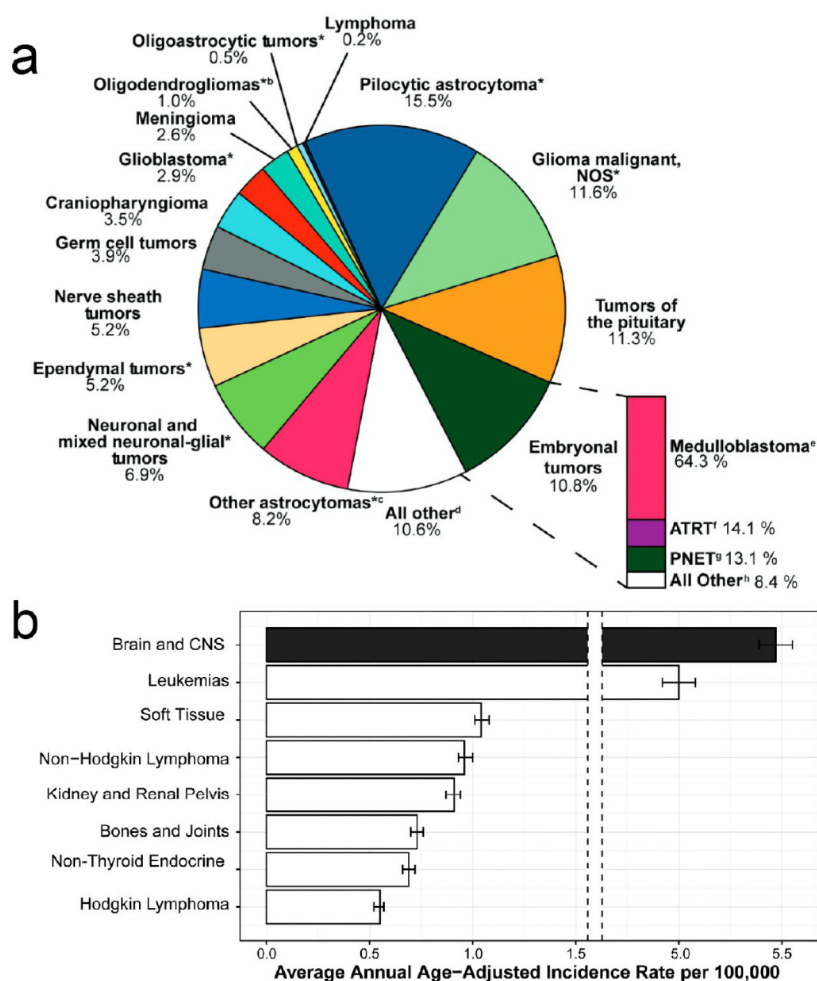 a
Lymphoma
0.2%
Oligoastrocytic tumors*
0.5%
Oligodendrogliomas*b
1.0%
Meningioma
2.6%
Glioblastoma*
2.9%
Craniopharyngioma
3.5%
Germ cell tumors
3.9%
Nerve sheath
tumors
5.2%
Ependymal tumors*
5.2%
Neuronal and
mixed neuronal-glial*
tumors
6.9%
Other astrocytomas*c
8.2%
All otherd
10.6%
Pilocytic astrocytoma*
15.5%
Glioma malignant,
NOS*
11.6%
Tumors of
the pituitary
11.3%
Embryonal
tumors
10.8%
Medulloblastomae
64.3 %
ATRTf 14.1 %
PNETg 13.1 %
All Otherh 8.4 %
b
Brain and CNS
Leukemias
Soft Tissue
Non-Hodgkin Lymphoma
Kidney and Renal Pelvis
Bones and Joints
Non-Thyroid Endocrine
Hodgkin Lymphoma
0.0 0.5 1.0 1.5 5.0 5.5
Average Annual Age-Adjusted Incidence Rate per 100,000